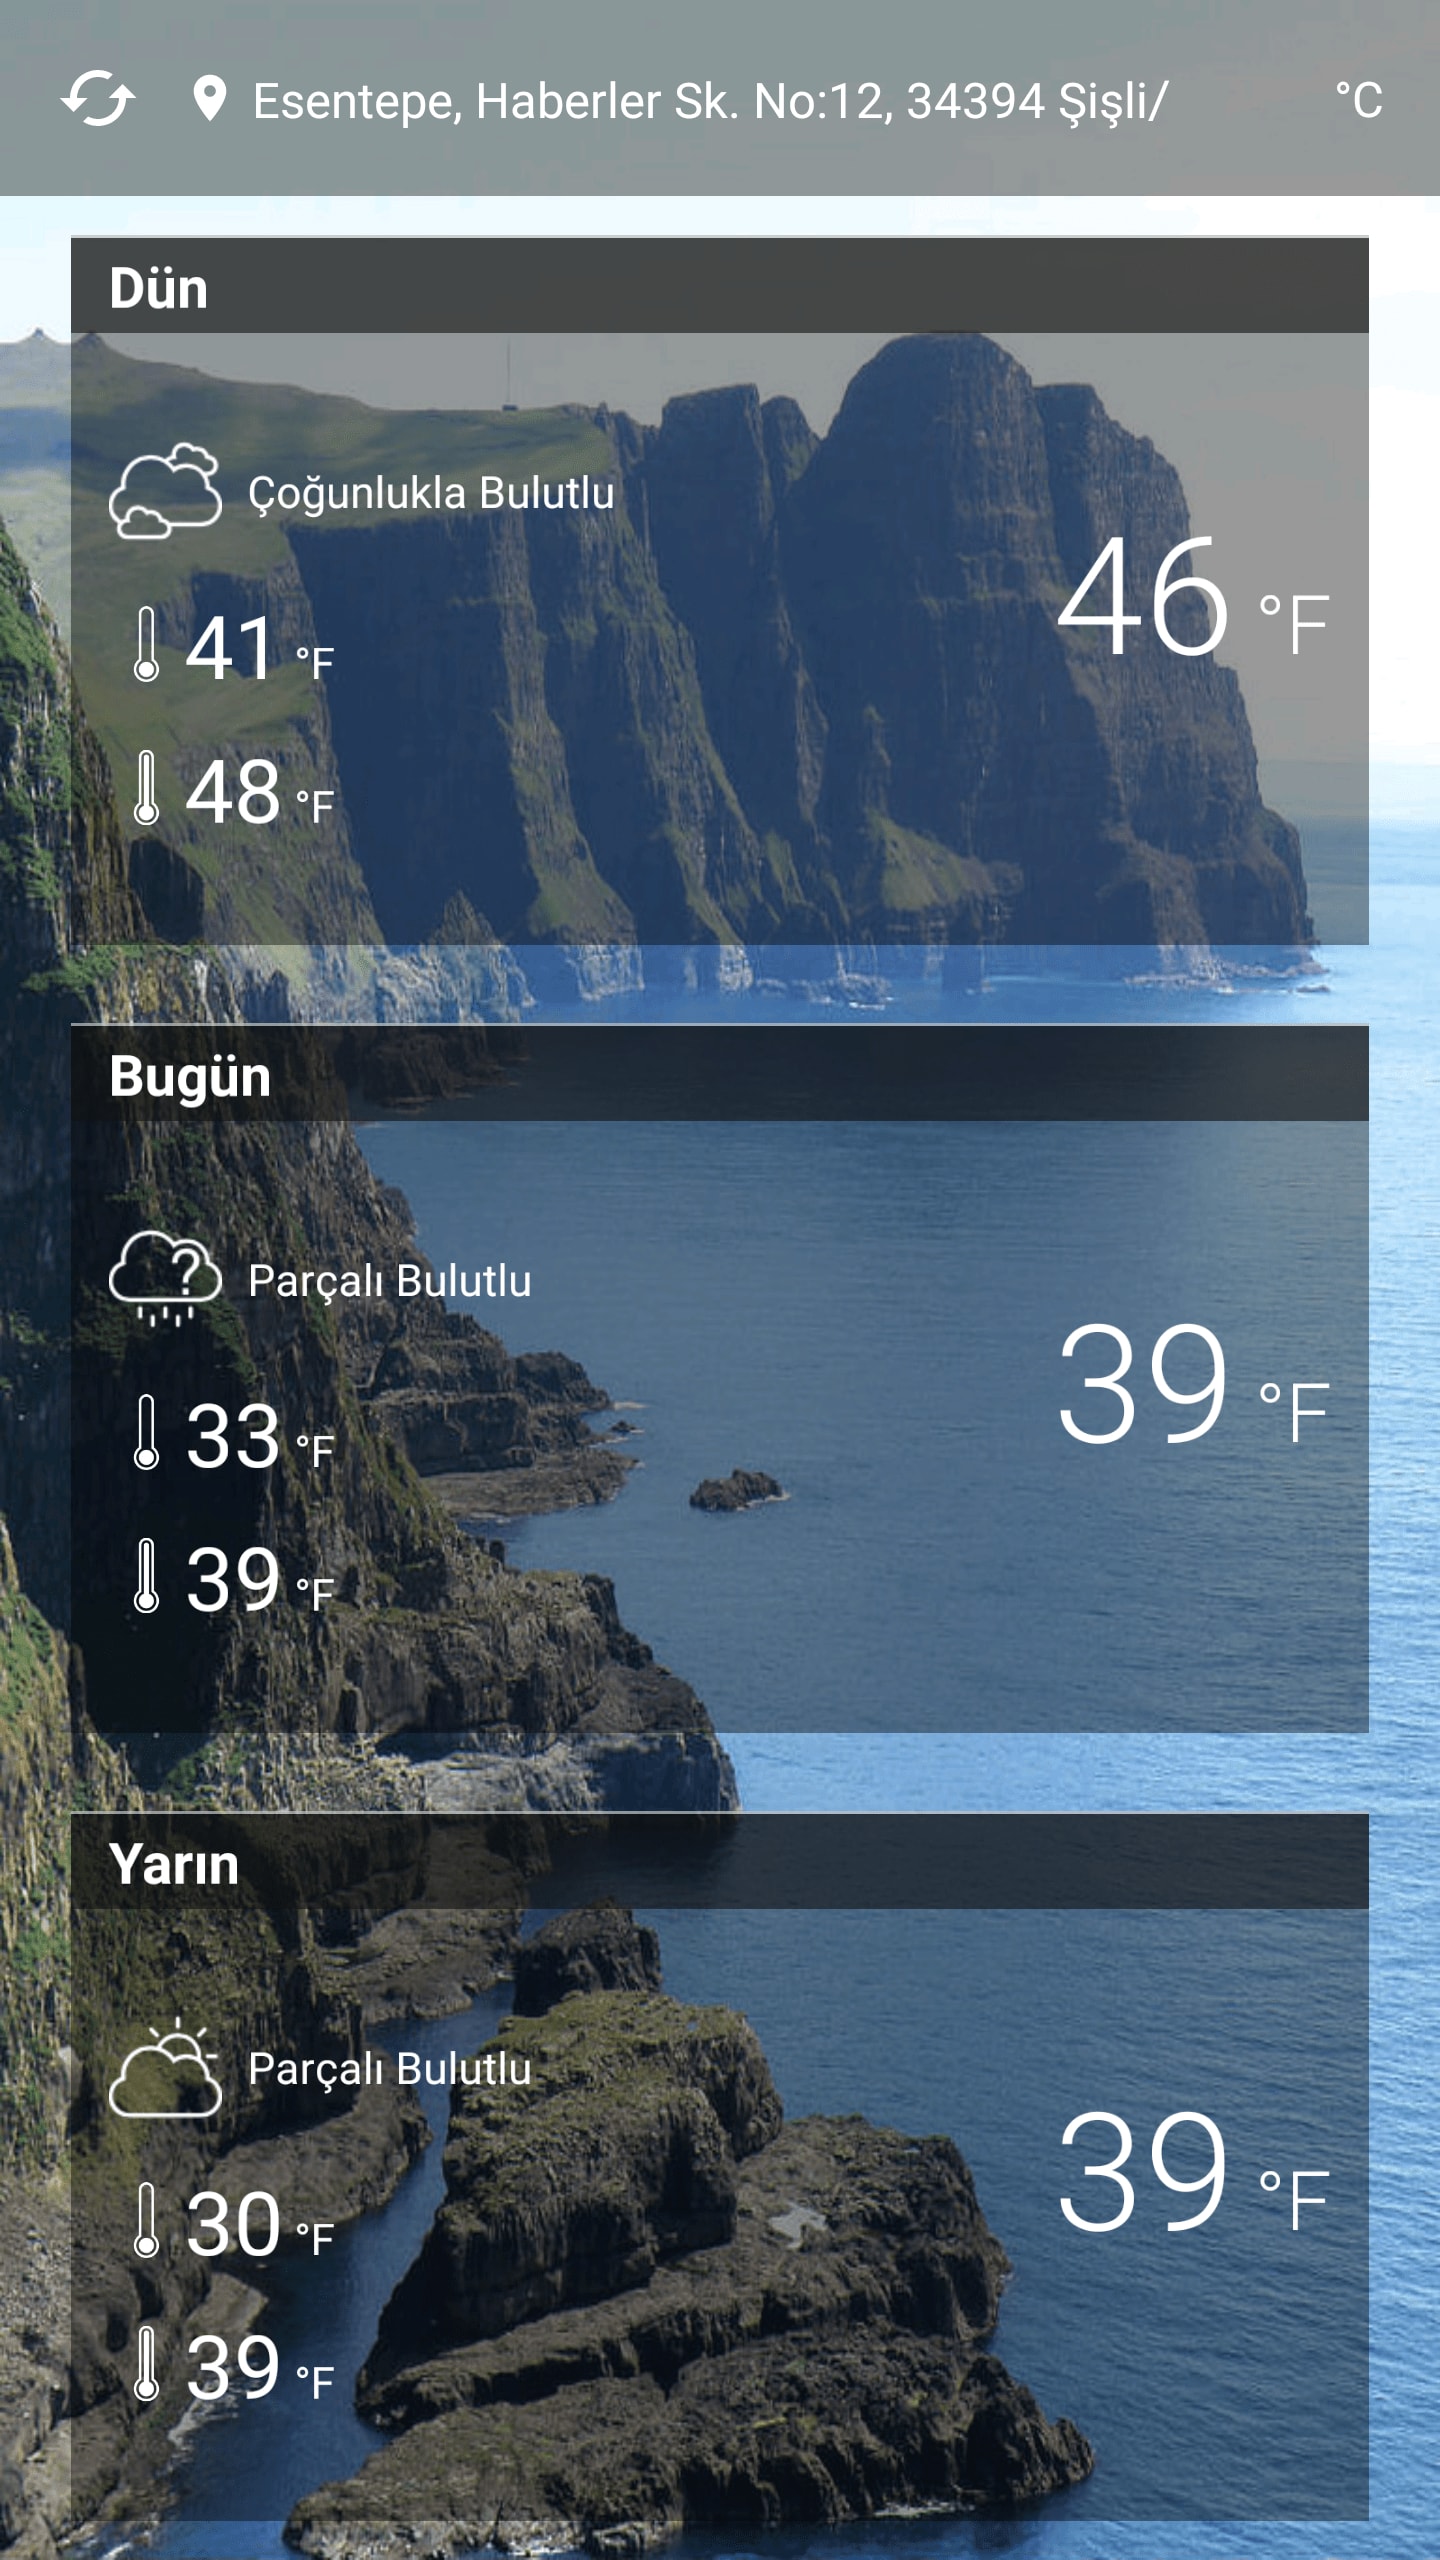 Esentepe, Haberler Sk. No:12, 34394 Şişli/ °C
Dün
Çoğunlukla Bulutlu
46 °F
41 °F
48 °F
Bugün
Parçalı Bulutlu
39 °F
33 °F
39 °F
Yarın
Parçalı Bulutlu
39 °F
30 °F
39 °F